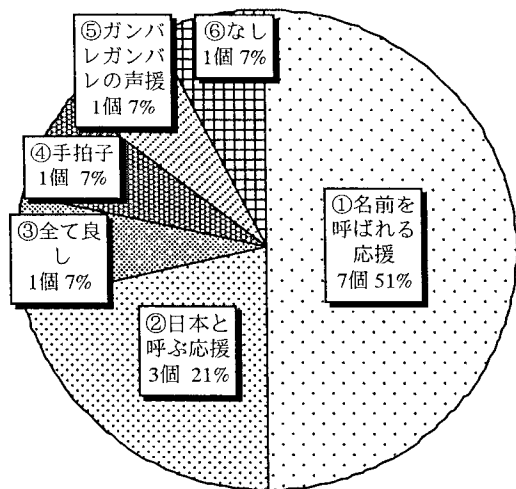 ①名前を
呼ばれる
応援
7個 51%
②日本と
呼ぶ応援
3個 21%
③全て良
し
1個 7%
④手拍子
1個 7%
⑤ガンバ
レガンバ
レの声援
1個 7%
⑥なし
1個 7%